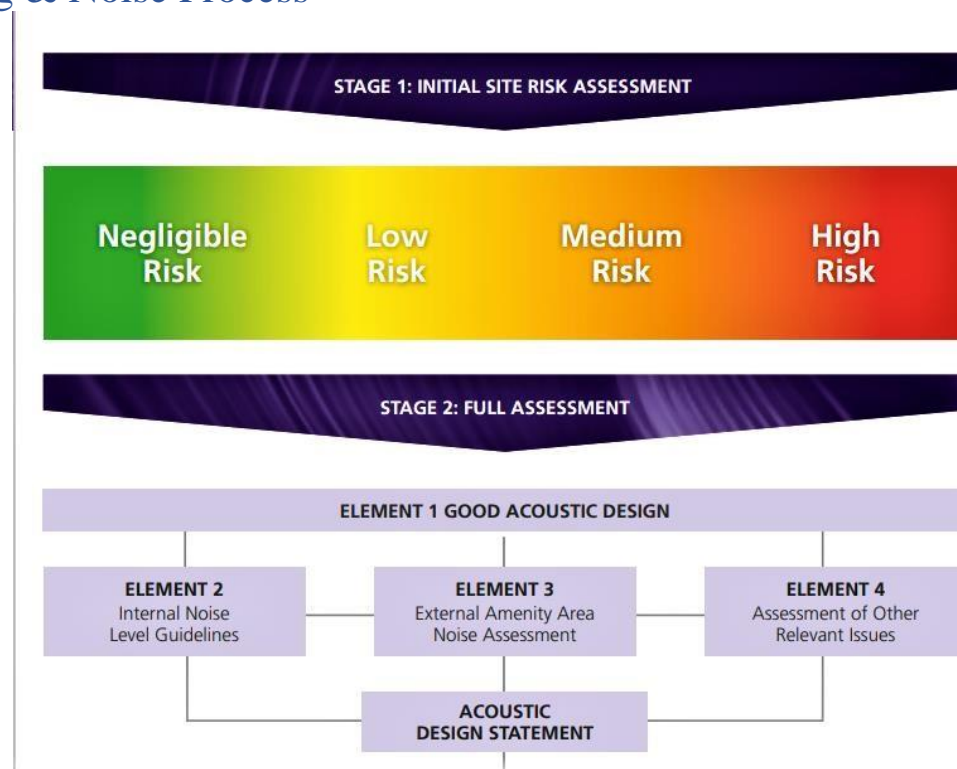 & Noise Process
STAGE 1: INITIAL SITE RISK ASSESSMENT
Negligible
Risk
Low
Risk
Medium
Risk
High
Risk
STAGE 2: FULL ASSESSMENT
ELEMENT 1 GOOD ACOUSTIC DESIGN
ELEMENT 2
Internal Noise
Level Guidelines
ELEMENT 3
External Amenity Area
Noise Assessment
ELEMENT 4
Assessment of Other
Relevant Issues
ACOUSTIC
DESIGN STATEMENT